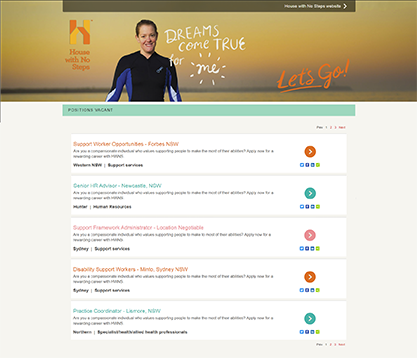 House with No Steps website
House
with No
Steps
DREAMS
COME TRUE
for me
Let's Go!
POSITIONS VACANT
Prev 1 2 3 Next
Support Worker Opportunities - Forbes NSW
Are you a compassionate individual who values supporting people to make the most of their abilities? Apply now for a
rewarding career with HWNS
Western NSW | Support services
Senior HR Advisor - Newcastle, NSW
Are you a compassionate individual who values supporting people to make the most of their abilities? Apply now for a
rewarding career with HWNS
Hunter | Human Resources
Support Framework Administrator - Location Negotiable
Are you a compassionate individual who values supporting people to make to most of their abilities? Apply now for a
rewarding career with HWNS
Sydney | Support services
Disability Support Workers - Minto, Sydney NSW
Are you a compassionate individual who values supporting people to make the most of their abilities? Apply now for a
rewarding career with HWNS
Sydney | Support services
Practice Coordinator - Lismore, NSW
Are you a compassionate individual who values supporting people to make the most of their abilities? Apply now for a
rewarding career with HWNS
Northern | Specialist/health/allied health professionals
Prev 1 2 3 Next